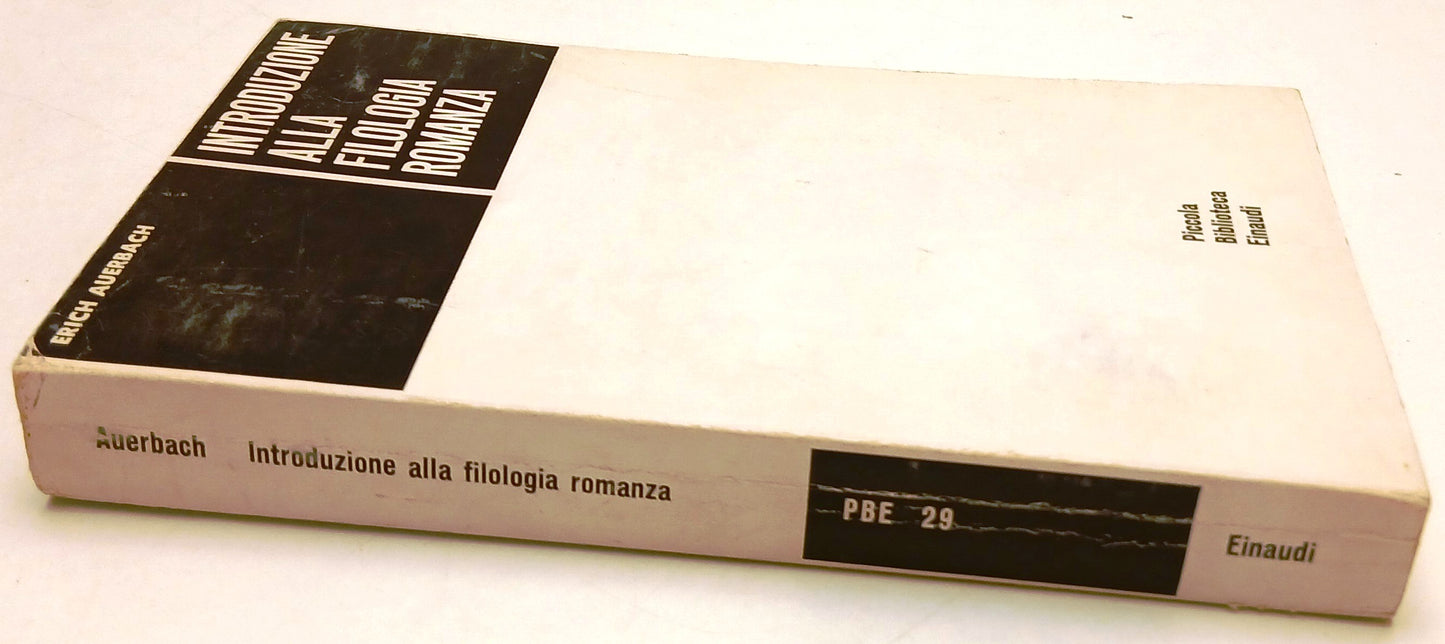 ERICH AUERBACH
INTRODUZIONE
ALLA
FILOLOGIA
ROMANZA
Piccola
Biblioteca
Einaudi
Auerbach Introduzione alla filologia romanza PBE 29 Einaudi